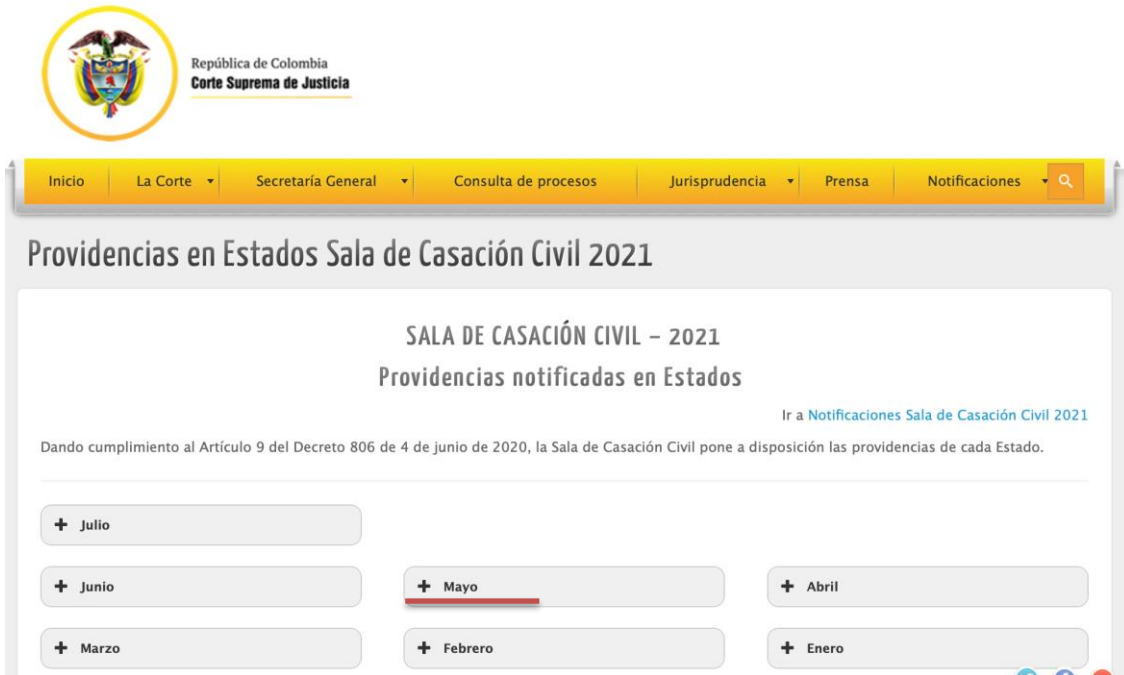 República de Colombia
Corte Suprema de Justicia
Inicio La Corte Secretaría General Consulta de procesos Jurisprudencia Prensa Notificaciones
Providencias en Estados Sala de Casación Civil 2021
SALA DE CASACIÓN CIVIL – 2021
Providencias notificadas en Estados
Ir a Notificaciones Sala de Casación Civil 2021
Dando cumplimiento al Artículo 9 del Decreto 806 de 4 de junio de 2020, la Sala de Casación Civil pone a disposición las providencias de cada Estado.
Julio
Junio Mayo Abril
Marzo Febrero Enero